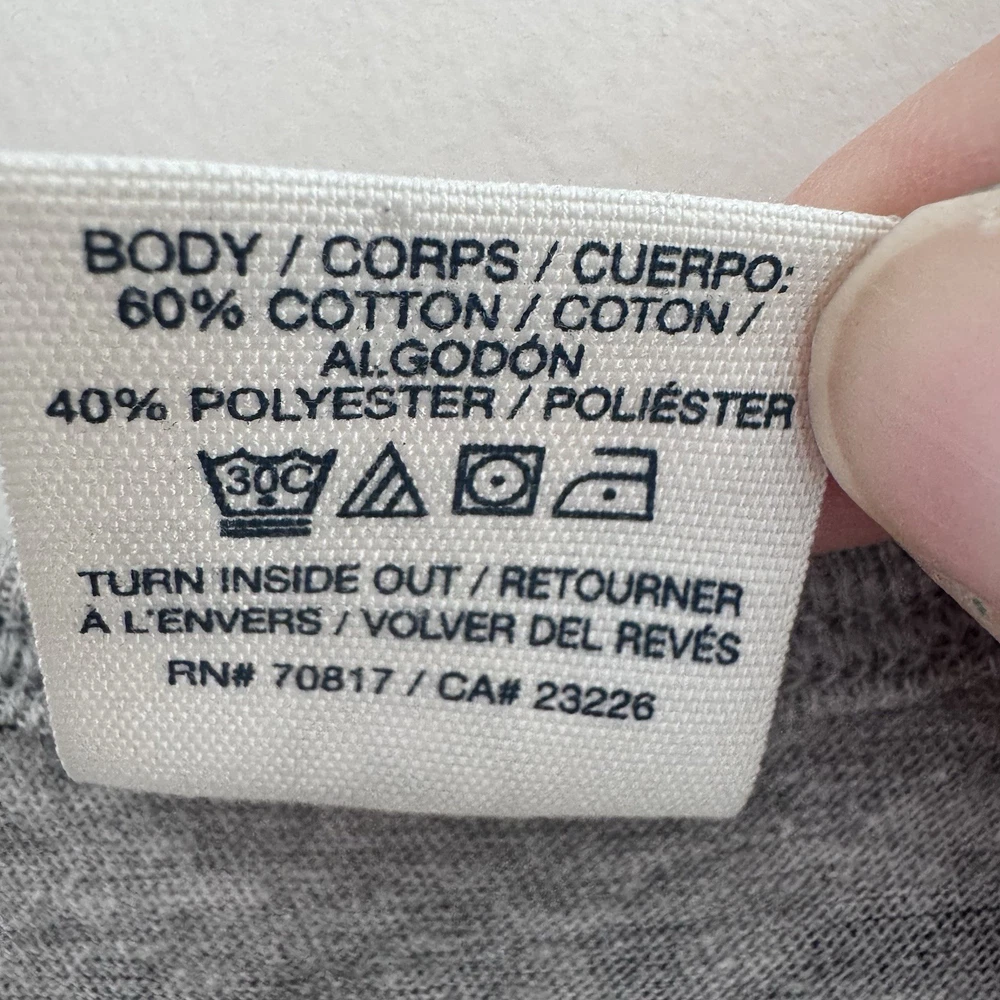 BODY / CORPS / CUERPO:
60% COTTON / COTON /
ALGODÓN
40% POLYESTER / POLIÉSTER
30C
TURN INSIDE OUT / RETOURNER
À L'ENVERS / VOLVER DEL REVÉS
RN# 70817 / CA# 23226